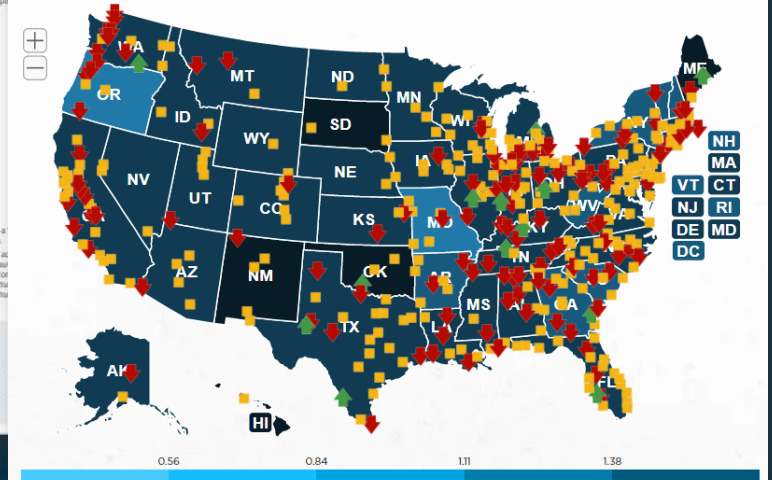 +
−
WA
MT
ND
MN
ME
OR
ID
SD
WI
WY
IA
NE
NV
UT
CO
KS
MO
KY
WV
PA
CA
AZ
NM
OK
AR
TX
LA
MS
GA
FL
AK
HI
NH
MA
VT
CT
NJ
RI
DE
MD
DC
0.56
0.84
1.11
1.38